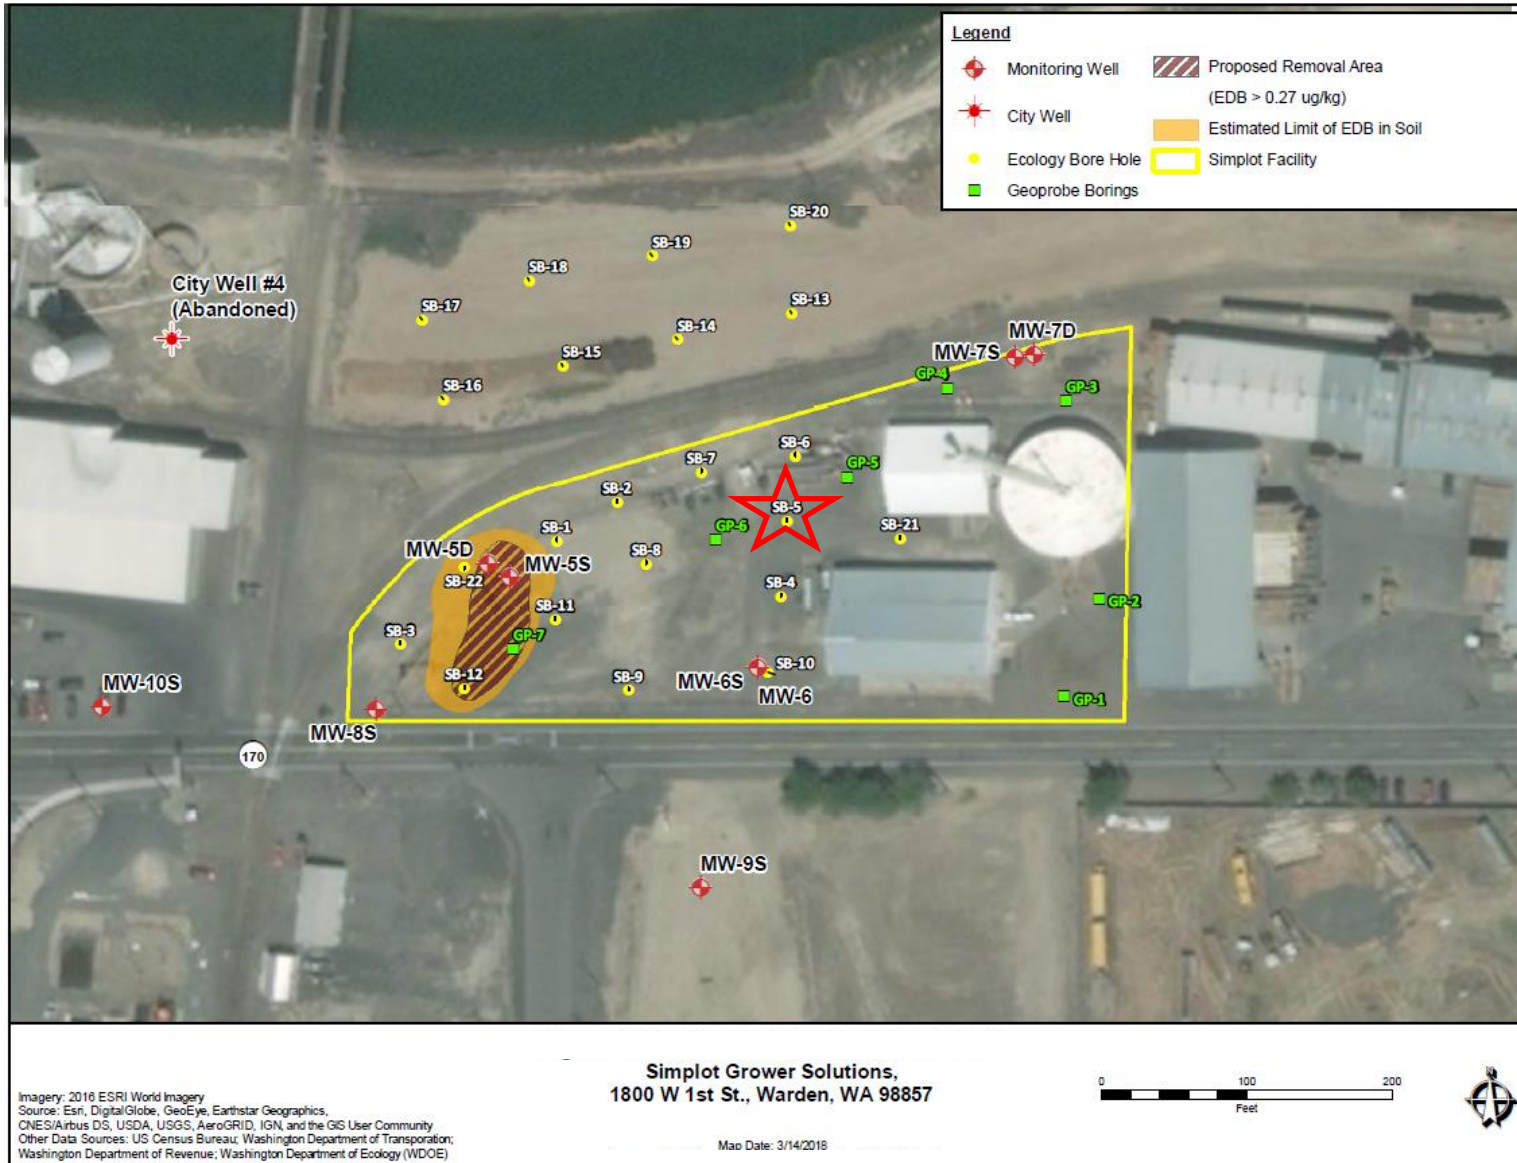 Legend
Monitoring Well
Proposed Removal Area
(EDB > 0.27 ug/kg)
City Well
Estimated Limit of EDB in Soil
Ecology Bore Hole
Simplot Facility
Geoprobe Borings
SB-20
SB-19
SB-18
City Well #4
(Abandoned)
SB-17
SB-13
SB-14
MW-7D
MW-7S
SB-15
GP-4
SB-16
GP-3
SB-6
SB-7
GP-5
SB-2
SB-5
SB-1
GP-6
SB-21
MW-5D
SB-8
MW-5S
SB-22
SB-4
GP-2
SB-11
SB-3
GP-7
SB-12
SB-10
MW-6S
MW-10S
SB-9
MW-6
GP-1
MW-8S
170
MW-9S
Simplot Grower Solutions,
1800 W 1st St., Warden, WA 98857
Map Date: 3/14/2018
Imagery: 2016 ESRI World Imagery
Source: Esri, DigitalGlobe, GeoEye, Earthstar Geographics,
CNES/Airbus DS, USDA, USGS, AeroGRID, IGN, and the GIS User Community
Other Data Sources: US Census Bureau; Washington Department of Transporation;
Washington Department of Revenue; Washington Department of Ecology (WDOE)
0 100 200
Feet
N